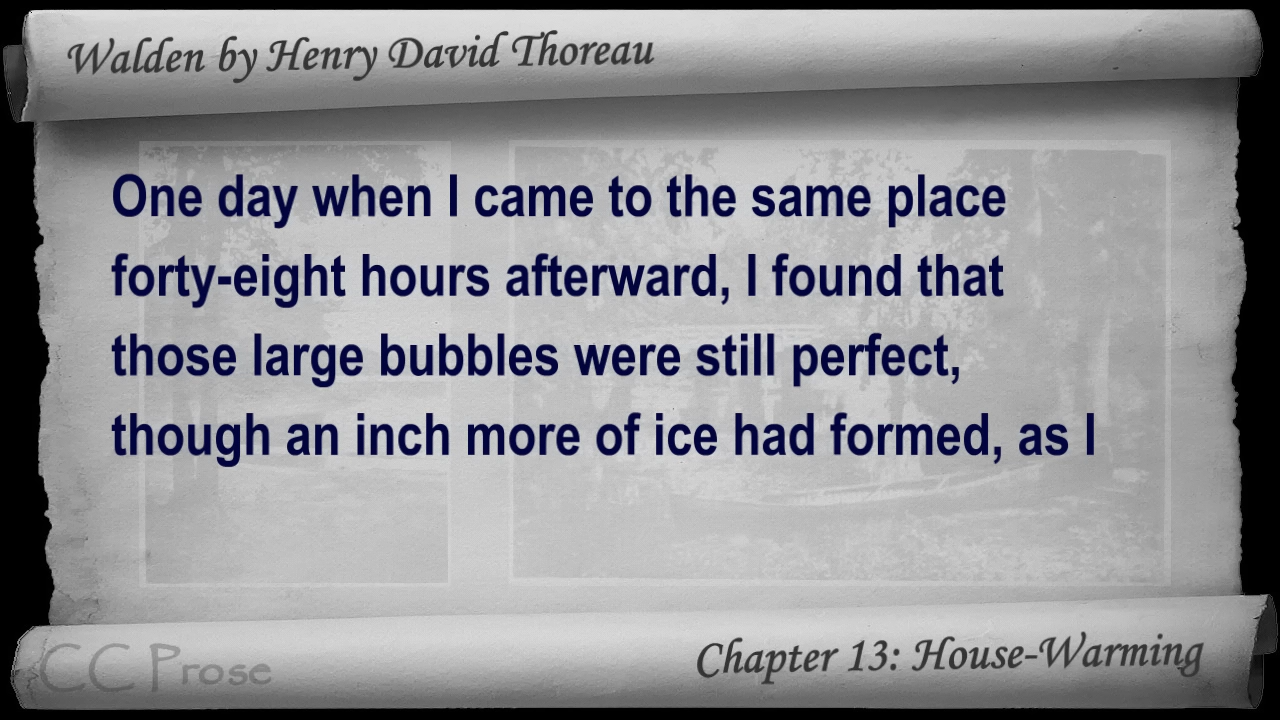 Walden by Henry David Thoreau
One day when I came to the same place
forty-eight hours afterward, I found that
those large bubbles were still perfect,
though an inch more of ice had formed, as I
CC Prose
Chapter 13: House-Warming